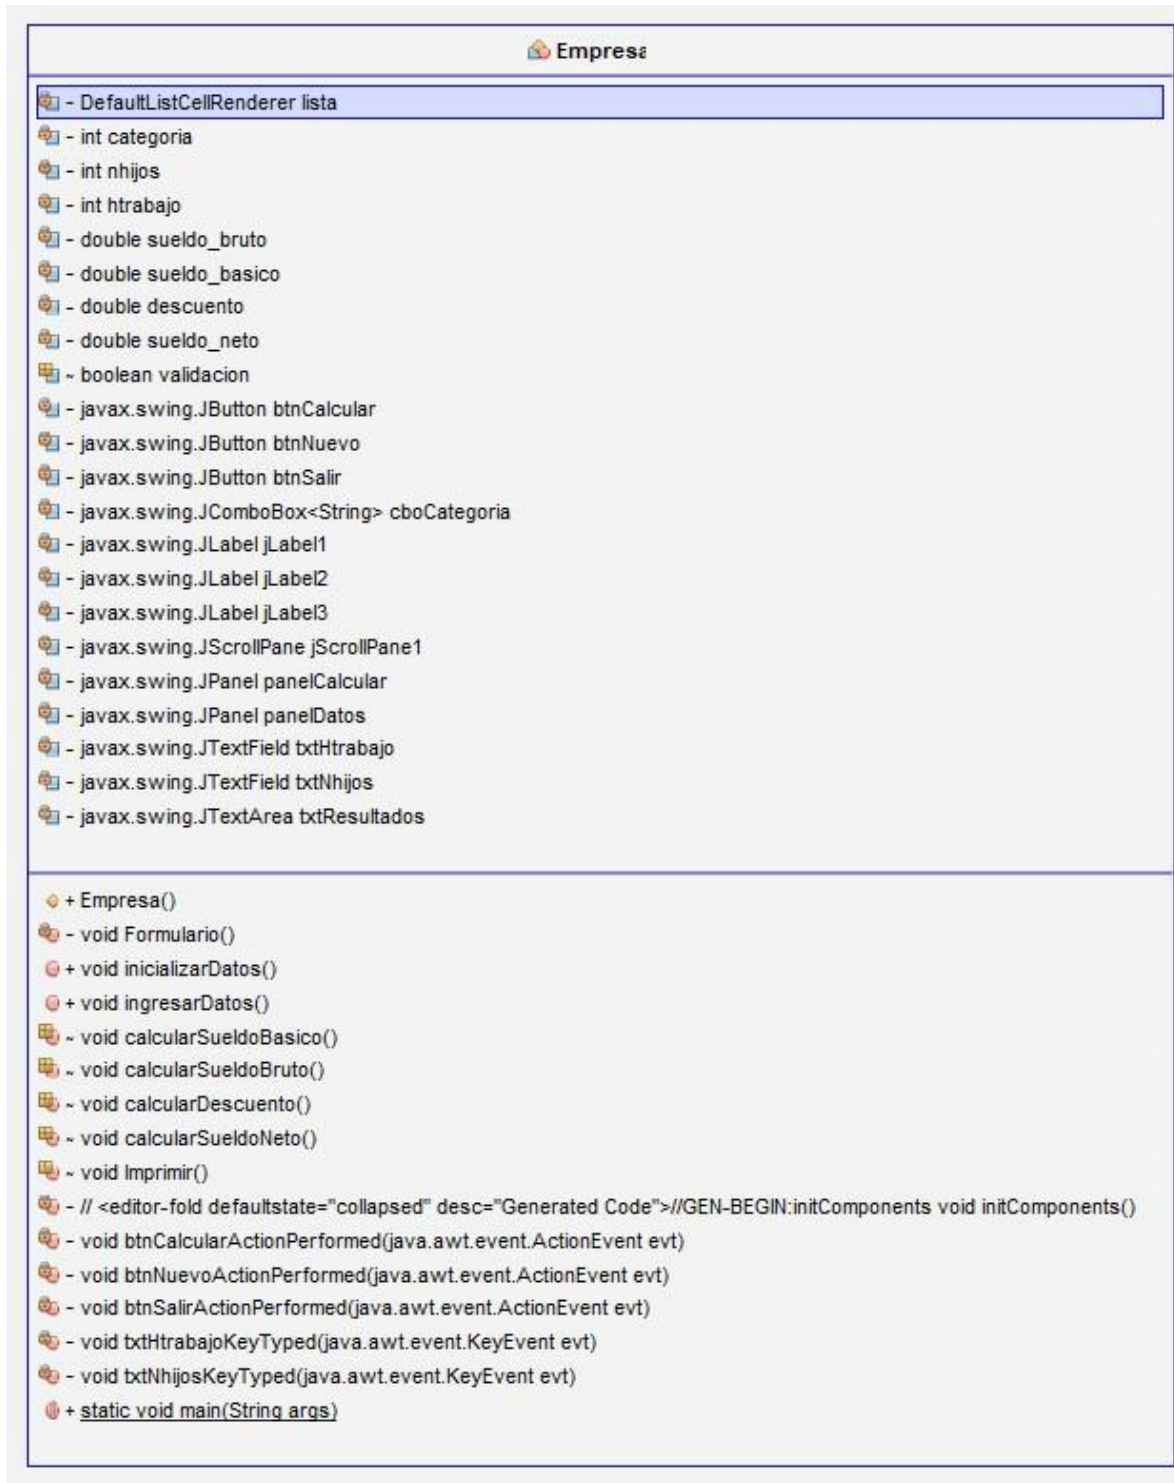 Empresa
- DefaultListCellRenderer lista
- int categoria
- int nhijos
- int htrabajo
- double sueldo_bruto
- double sueldo_basico
- double descuento
- double sueldo_neto
~ boolean validacion
- javax.swing.JButton btnCalcular
- javax.swing.JButton btnNuevo
- javax.swing.JButton btnSalir
- javax.swing.JComboBox<String> cboCategoria
- javax.swing.JLabel jLabel1
- javax.swing.JLabel jLabel2
- javax.swing.JLabel jLabel3
- javax.swing.JScrollPane jScrollPane1
- javax.swing.JPanel panelCalcular
- javax.swing.JPanel panelDatos
- javax.swing.JTextField txtHtrabajo
- javax.swing.JTextField txtNhijos
- javax.swing.JTextArea txtResultados
+ Empresa()
- void Formulario()
+ void inicializarDatos()
+ void ingresarDatos()
~ void calcularSueldoBasico()
~ void calcularSueldoBruto()
~ void calcularDescuento()
~ void calcularSueldoNeto()
~ void Imprimir()
- // <editor-fold defaultstate="collapsed" desc="Generated Code">//GEN-BEGIN:initComponents void initComponents()
- void btnCalcularActionPerformed(java.awt.event.ActionEvent evt)
- void btnNuevoActionPerformed(java.awt.event.ActionEvent evt)
- void btnSalirActionPerformed(java.awt.event.ActionEvent evt)
- void txtHtrabajoKeyTyped(java.awt.event.KeyEvent evt)
- void txtNhijosKeyTyped(java.awt.event.KeyEvent evt)
+ static void main(String args)